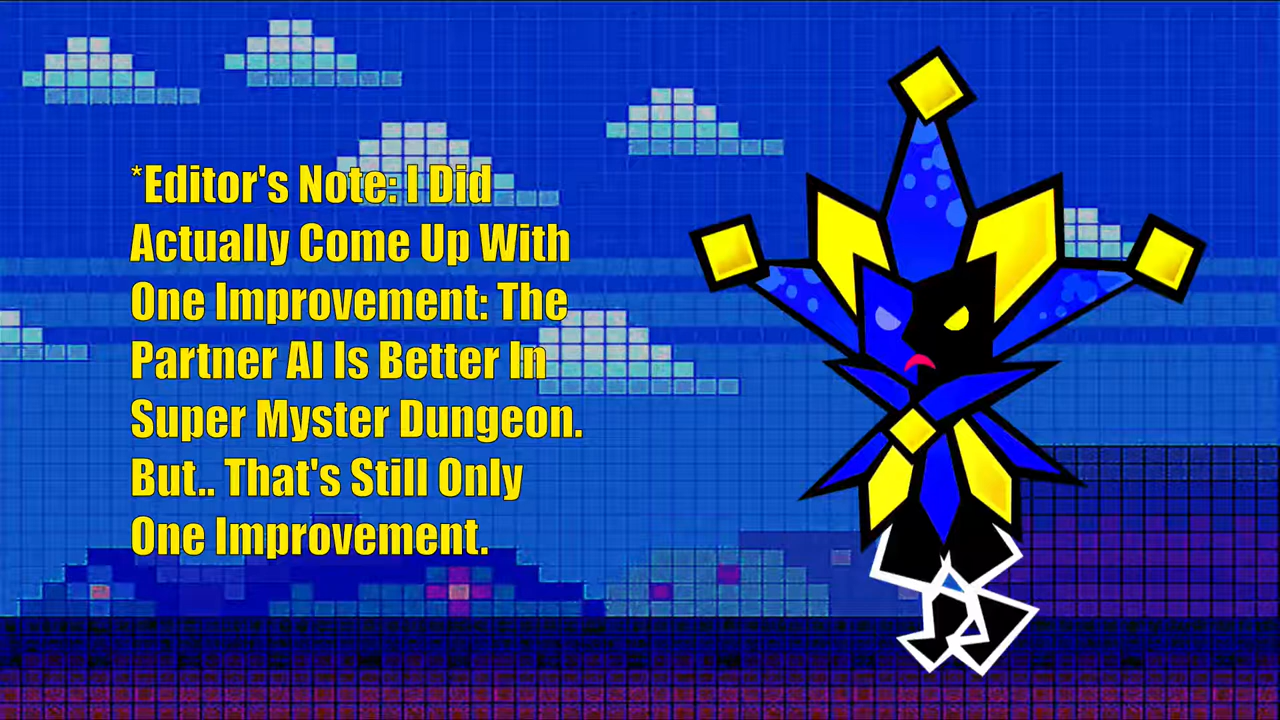 *Editor's Note: I Did
Actually Come Up With
One Improvement: The
Partner AI Is Better In
Super Myster Dungeon.
But.. That's Still Only
One Improvement.